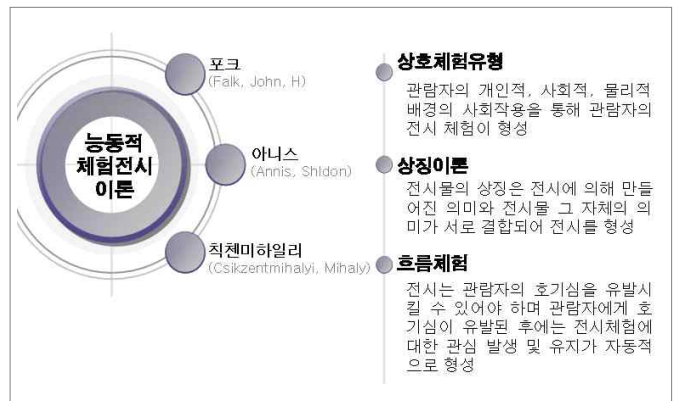 능동적
체험전시
이론
포크
(Falk, John, H)
아니스
(Annis, Shldon)
칙첸미하일리
(Csikzentmihalyi, Mihaly)
상호체험유형
관람자의 개인적, 사회적, 물리적
배경의 사회작용을 통해 관람자의
전시 체험이 형성
상징이론
전시물의 상징은 전시에 의해 만들
어진 의미와 전시물 그 자체의 의
미가 서로 결합되어 전시를 형성
흐름체험
전시는 관람자의 호기심을 유발시
킬 수 있어야 하며 관람자에게 호
기심이 유발된 후에는 전시체험에
대한 관심 발생 및 유지가 자동적
으로 형성